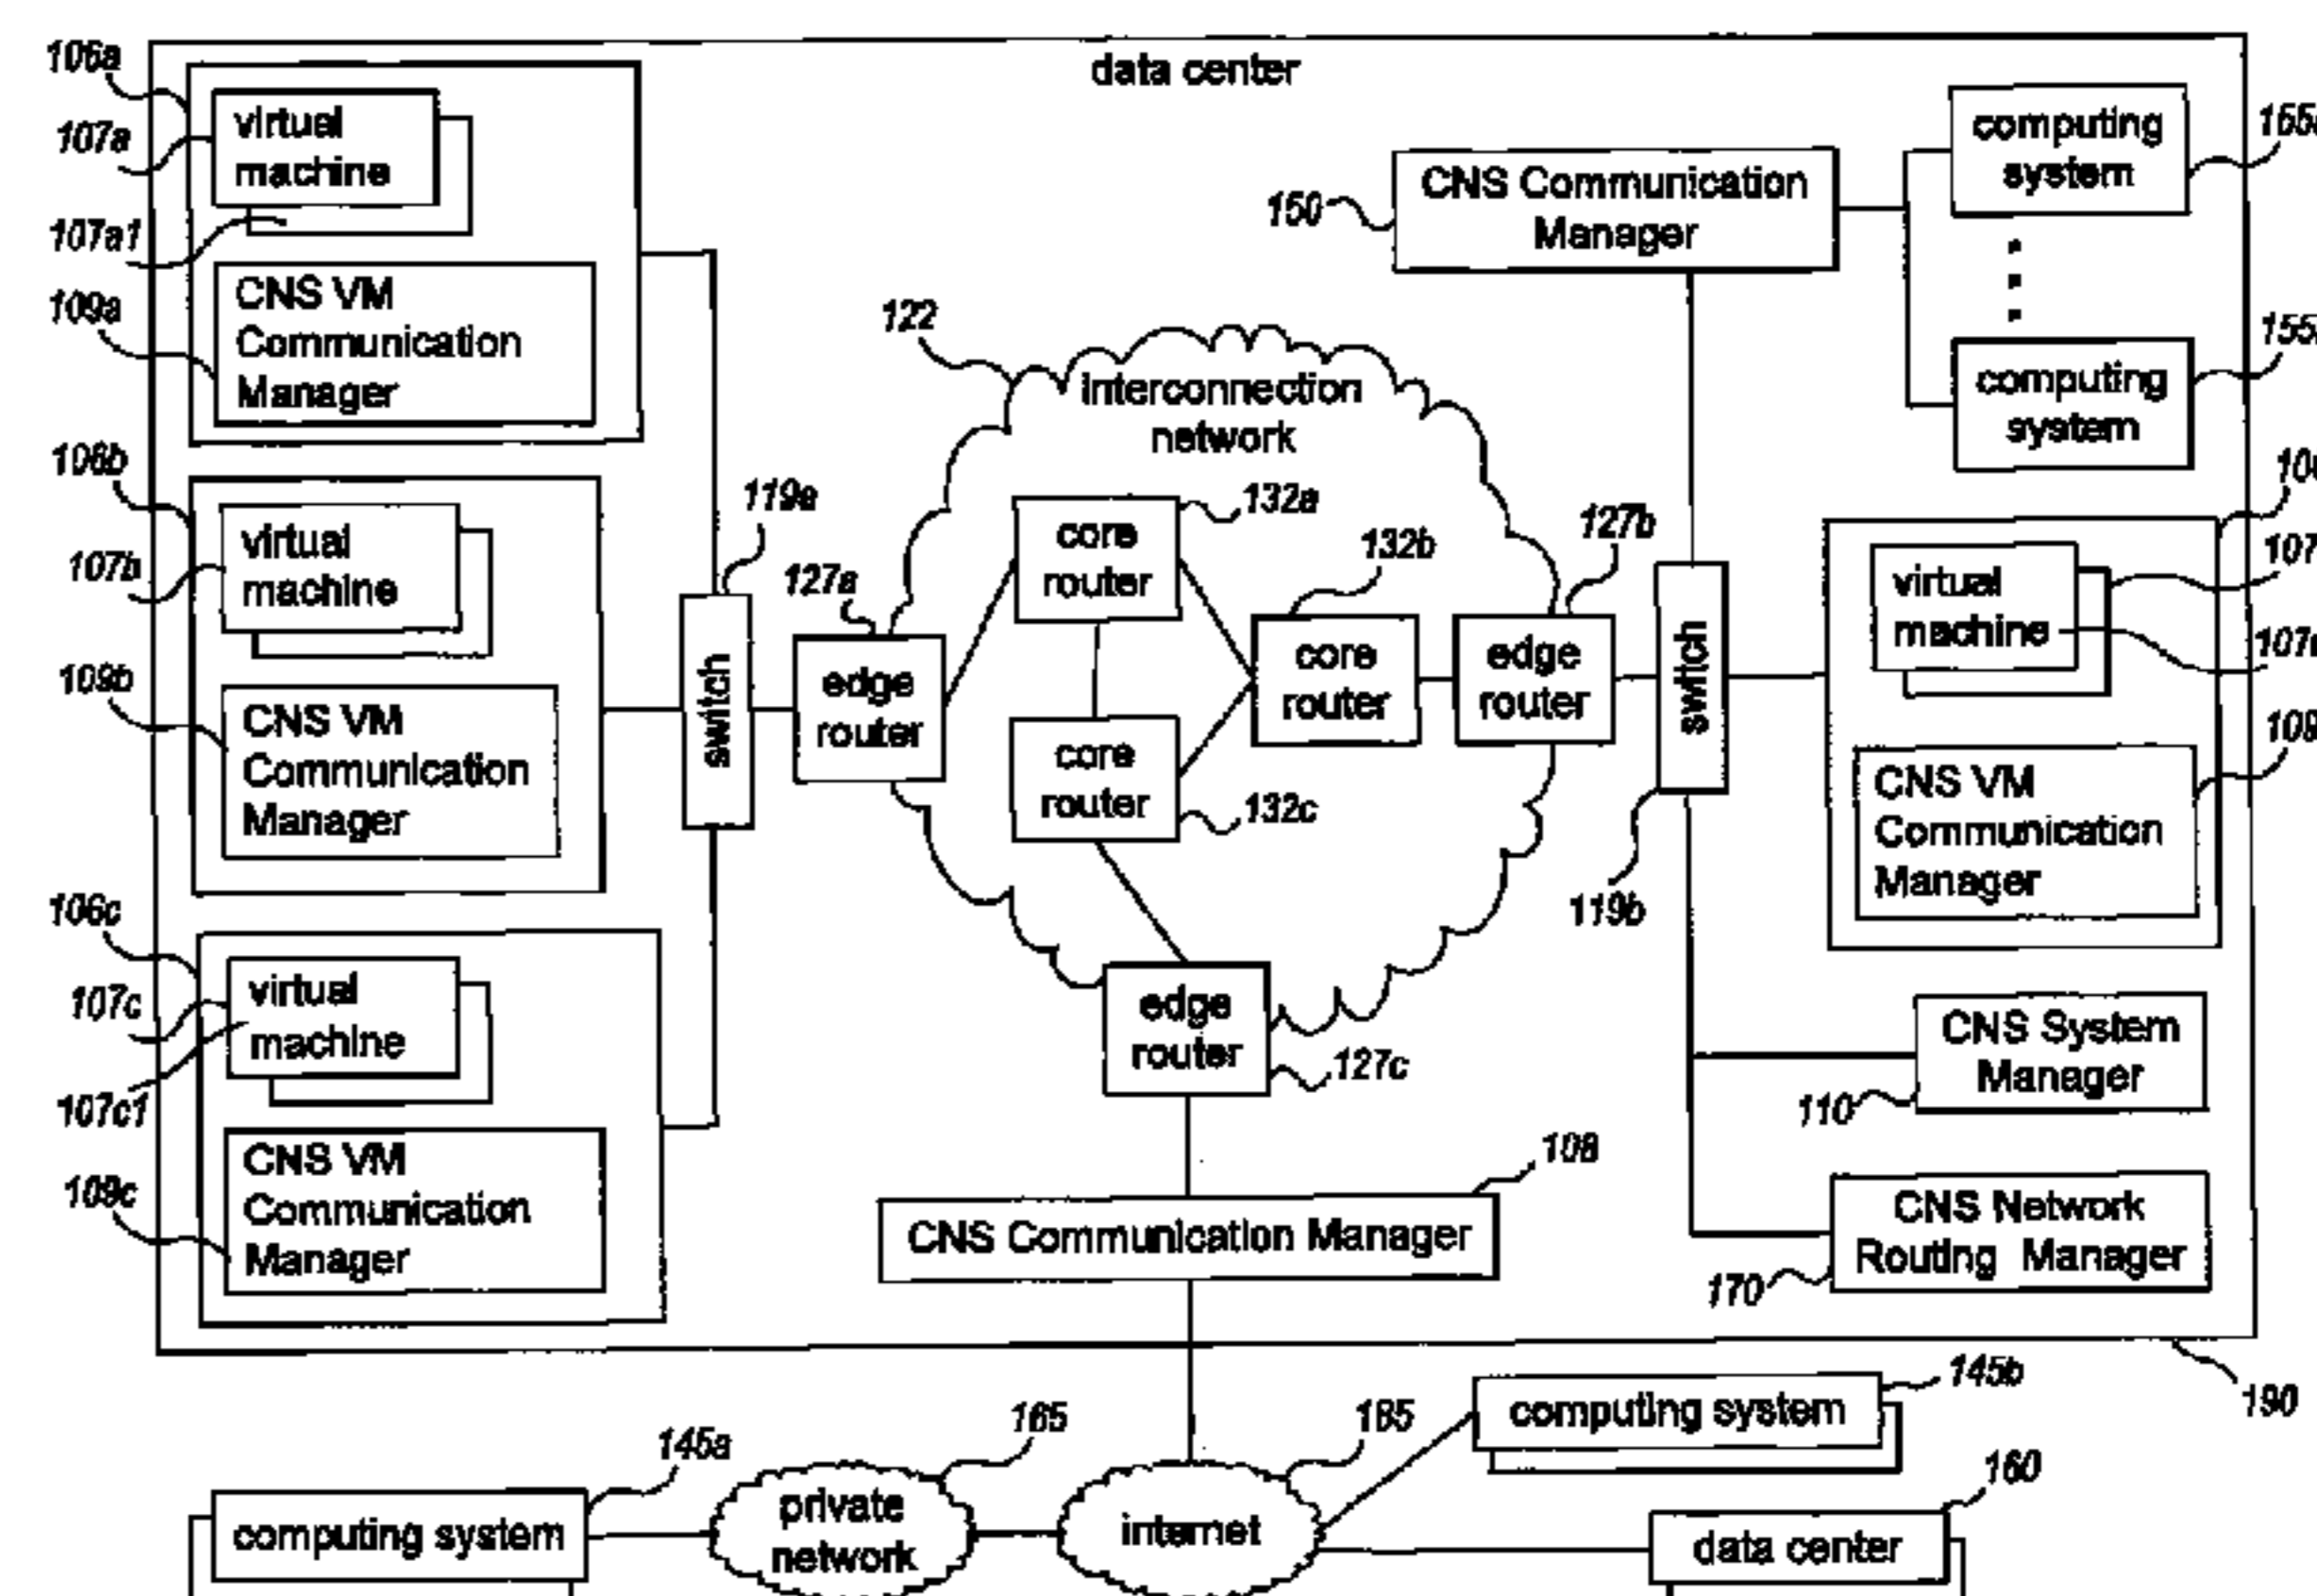 data center
106a
107a
107a1
109a
virtual
machine
CNS VM
Communication
Manager
106b
107b
109b
virtual
machine
CNS VM
Communication
Manager
106c
107c
107c1
109c
virtual
machine
CNS VM
Communication
Manager
119a
switch
127a
edge
router
122
interconnection
network
132a
core
router
132b
core
router
core
router
132c
127b
edge
router
edge
router
127c
switch
119b
150
CNS Communication
Manager
computing
system
computing
system
virtual
machine
CNS VM
Communication
Manager
CNS System
Manager
110
CNS Network
Routing Manager
170
108
CNS Communication Manager
190
145a
computing system
165
private
network
185
internet
145b
computing system
160
data center